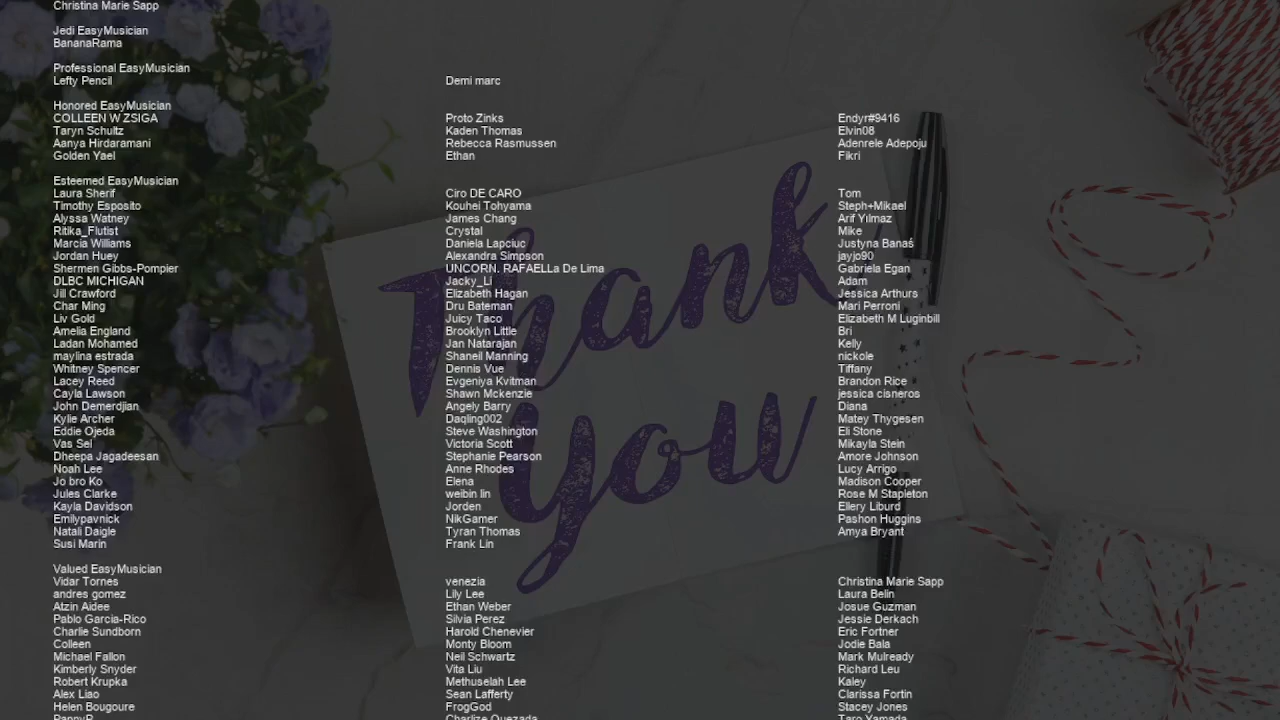 Christina Marie Sapp
Jedi EasyMusician
BananaRama
Professional EasyMusician
Lefty Pencil
Demi marc
Honored EasyMusician
COLLEEN W ZSIGA
Proto Zinks
Endyr#9416
Taryn Schultz
Kaden Thomas
Elvin08
Aanya Hirdaramani
Rebecca Rasmussen
Adenrele Adepoju
Golden Yael
Ethan
Fikri
Esteemed EasyMusician
Laura Sherif
Ciro DE CARO
Tom
Timothy Esposito
Kouhei Tohyama
Steph+Mikael
Alyssa Watney
James Chang
Arif Yılmaz
Ritika_Flutist
Crystal
Mike
Marcia Williams
Daniela Lapciuc
Justyna Banaś
Jordan Huey
Alexandra Simpson
jayjo90
Shermen Gibbs-Pompier
UNCORN. RAFAELLa De Lima
Gabriela Egan
DLBC MICHIGAN
Jacky_Li
Adam
Jill Crawford
Elizabeth Hagan
Jessica Arthurs
Char Ming
Dru Bateman
Mari Perroni
Liv Gold
Juicy Taco
Elizabeth M Luginbill
Amelia England
Brooklyn Little
Bri
Ladan Mohamed
Jan Natarajan
Kelly
maylina estrada
Shaneil Manning
nickole
Whitney Spencer
Dennis Vue
Tiffany
Lacey Reed
Evgeniya Kvitman
Brandon Rice
Cayla Lawson
Shawn Mckenzie
jessica cisneros
John Demerdjian
Angely Barry
Diana
Kylie Archer
Daqling002
Matey Thygesen
Eddie Ojeda
Steve Washington
Eli Stone
Vas Sel
Victoria Scott
Mikayla Stein
Dheepa Jagadeesan
Stephanie Pearson
Amore Johnson
Noah Lee
Anne Rhodes
Lucy Arrigo
Jo bro Ko
Elena
Madison Cooper
Jules Clarke
weibin lin
Rose M Stapleton
Kayla Davidson
Jorden
Ellery Liburd
Emilypavnick
NikGamer
Pashon Huggins
Natali Daigle
Tyran Thomas
Amya Bryant
Susi Marin
Frank Lin
Valued EasyMusician
Vidar Tornes
venezia
Christina Marie Sapp
andres gomez
Lily Lee
Laura Belin
Atzin Aidee
Ethan Weber
Josue Guzman
Pablo Garcia-Rico
Silvia Perez
Jessie Derkach
Charlie Sundborn
Harold Chenevier
Eric Fortner
Colleen
Monty Bloom
Jodie Bala
Michael Fallon
Neil Schwartz
Mark Mulready
Kimberly Snyder
Vita Liu
Richard Leu
Robert Krupka
Methuselah Lee
Kaley
Alex Liao
Sean Lafferty
Clarissa Fortin
Helen Bougoure
FrogGod
Stacey Jones
PappyP
Charlize Quezada
Taro Yamada
Thank
you